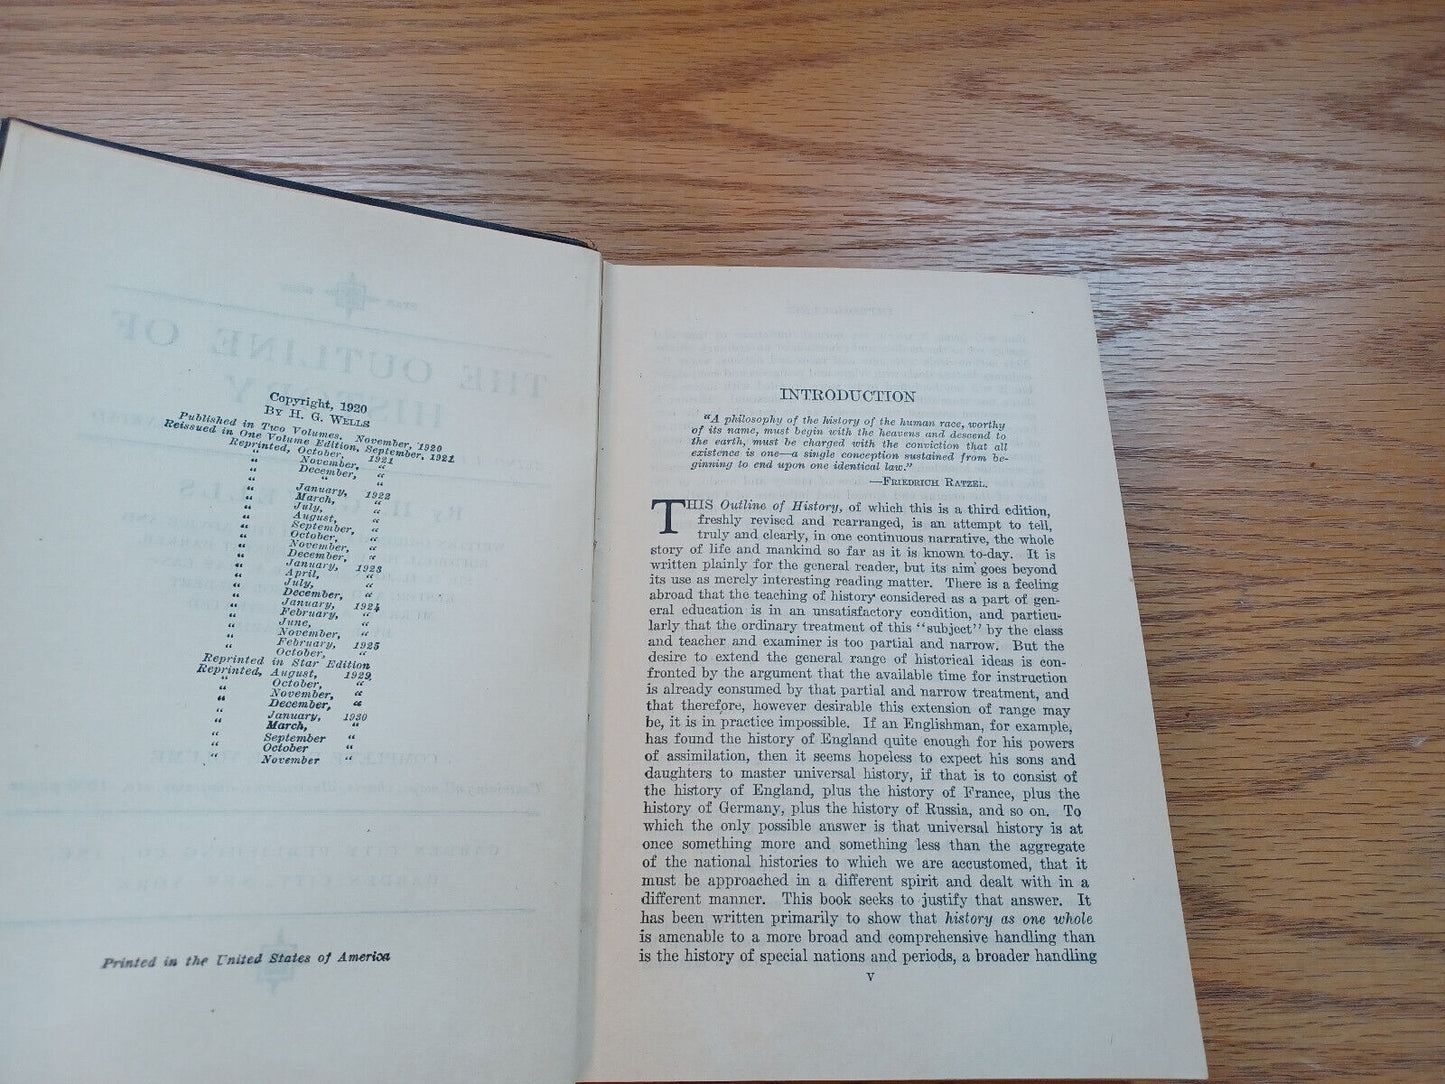 Copyright, 1920
BY H. G. WELLS
Published in Two Volumes. November, 1920
Reissued in One Volume Edition, September, 1921
Reprinted, October, 1921
" November, "
" December, "
" " "
" January, 1922
" March, "
" July, "
" August, "
" September, "
" October, "
" November, "
" December, "
" January, 1923
" April, "
" July, "
" December, "
" January, 1924
" February, "
" June, "
" November, "
" February, 1925
" October, "
Reprinted in Star Edition
Reprinted, August, 1929
" October, "
" November, "
" December, "
" January, 1930
" March, "
" September "
" October "
" November "
Printed in the United States of America
INTRODUCTION
"A philosophy of the history of the human race, worthy
of its name, must begin with the heavens and descend to
the earth, must be charged with the conviction that all
existence is one—a single conception sustained from be-
ginning to end upon one identical law."
—FRIEDRICH RATZEL.
THIS Outline of History, of which this is a third edition,
freshly revised and rearranged, is an attempt to tell,
truly and clearly, in one continuous narrative, the whole
story of life and mankind so far as it is known to-day. It is
written plainly for the general reader, but its aim goes beyond
its use as merely interesting reading matter. There is a feeling
abroad that the teaching of history considered as a part of gen-
eral education is in an unsatisfactory condition, and particu-
larly that the ordinary treatment of this "subject" by the class
and teacher and examiner is too partial and narrow. But the
desire to extend the general range of historical ideas is con-
fronted by the argument that the available time for instruction
is already consumed by that partial and narrow treatment, and
that therefore, however desirable this extension of range may
be, it is in practice impossible. If an Englishman, for example,
has found the history of England quite enough for his powers
of assimilation, then it seems hopeless to expect his sons and
daughters to master universal history, if that is to consist of
the history of England, plus the history of France, plus the
history of Germany, plus the history of Russia, and so on. To
which the only possible answer is that universal history is at
once something more and something less than the aggregate
of the national histories to which we are accustomed, that it
must be approached in a different spirit and dealt with in a
different manner. This book seeks to justify that answer. It
has been written primarily to show that history as one whole
is amenable to a more broad and comprehensive handling than
is the history of special nations and periods, a broader handling
V